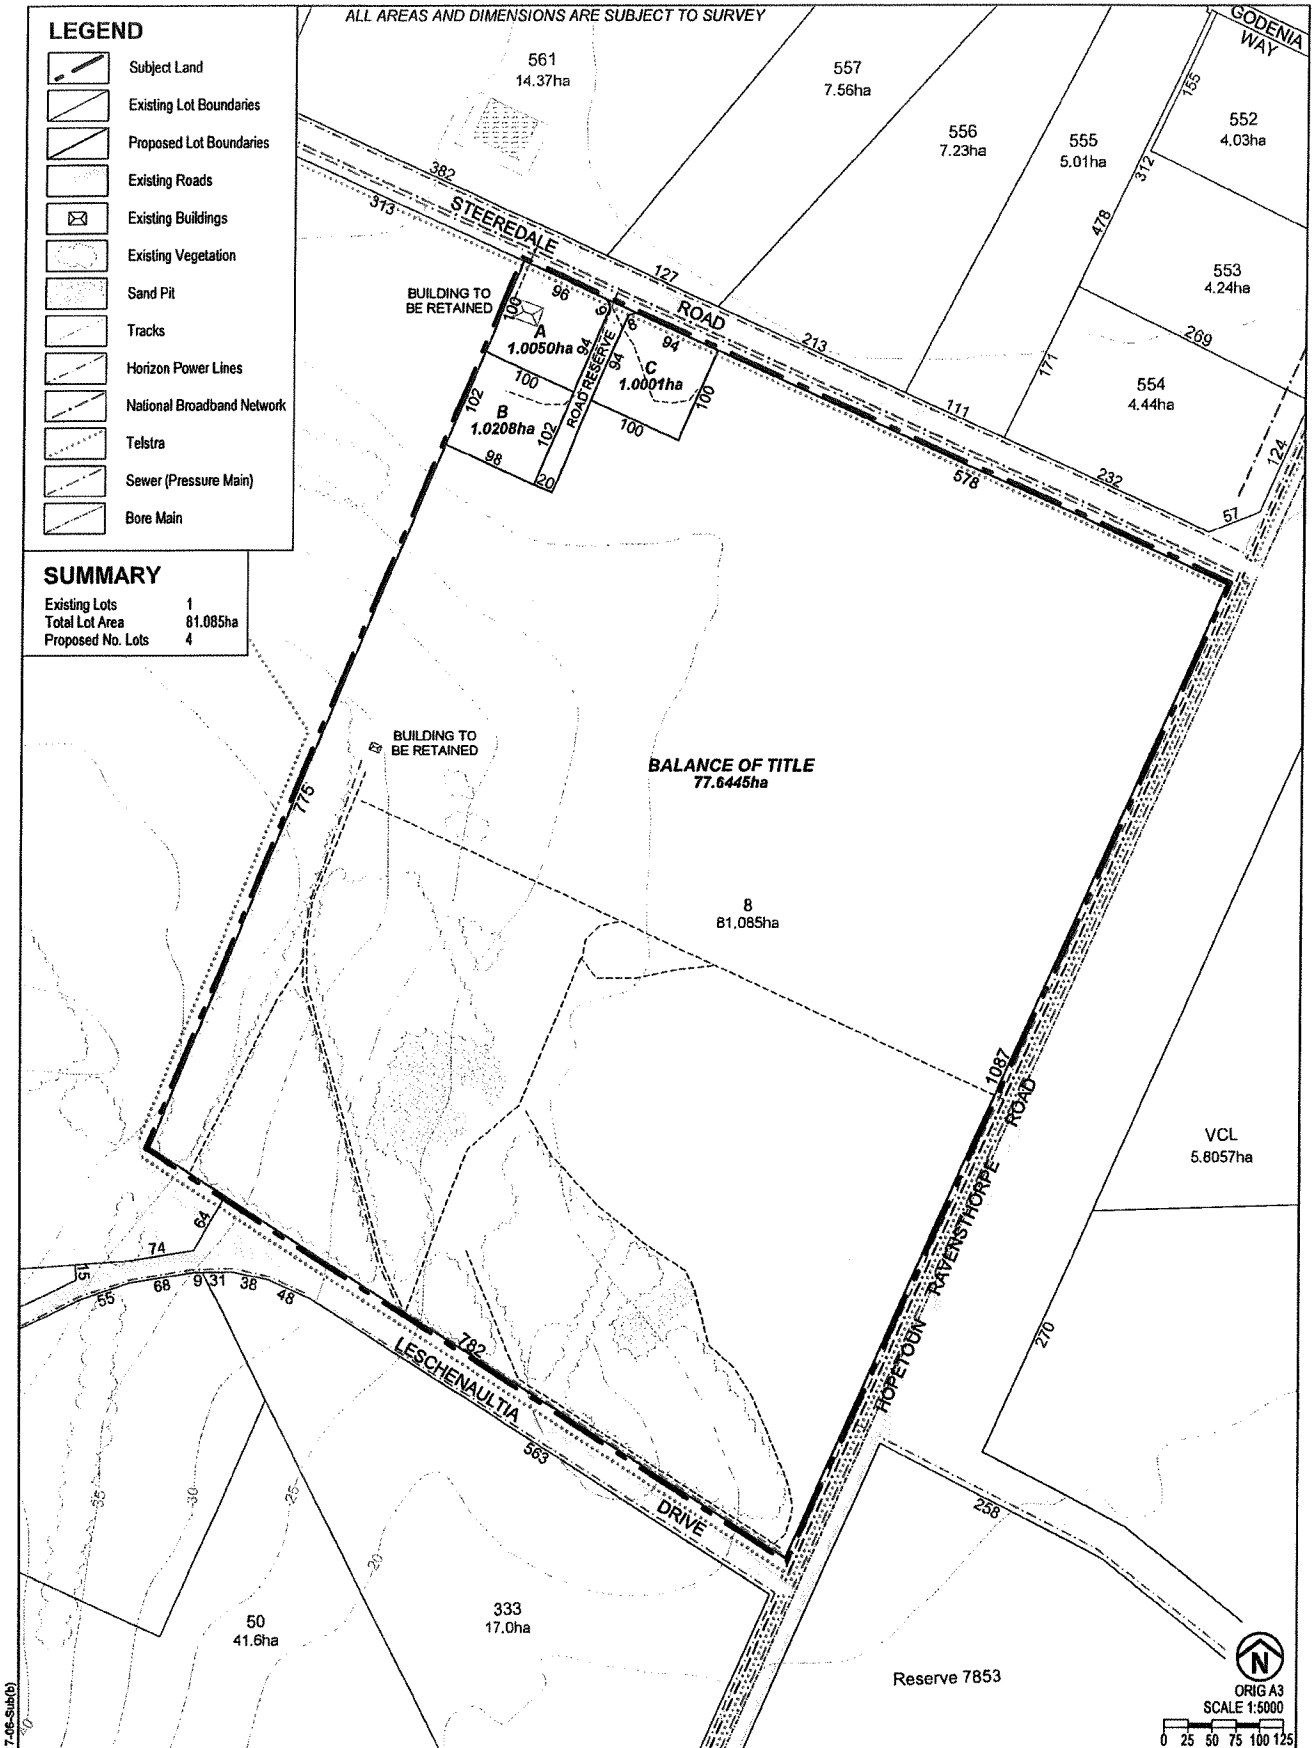 ALL AREAS AND DIMENSIONS ARE SUBJECT TO SURVEY
LEGEND
Subject Land
Existing Lot Boundaries
Proposed Lot Boundaries
Existing Roads
Existing Buildings
Existing Vegetation
Sand Pit
Tracks
Horizon Power Lines
National Broadband Network
Telstra
Sewer (Pressure Main)
Bore Main
SUMMARY
Existing Lots 1
Total Lot Area 81.085ha
Proposed No. Lots 4
GODENIA
WAY
561
14.37ha
557
7.56ha
556
7.23ha
555
5.01ha
552
4.03ha
553
4.24ha
554
4.44ha
155
312
478
171
269
124
57
382
313
STEEREDALE
ROAD
127
213
111
232
578
BUILDING TO
BE RETAINED
96
100
A
1.0050ha
94
9
8
94
94
ROAD RESERVE
C
1.0001ha
100
100
100
102
B
1.0208ha
102
98
20
BUILDING TO
BE RETAINED
BALANCE OF TITLE
77.6445ha
775
8
81.085ha
1087
HOPETOUN RAVENSTHORPE ROAD
VCL
5.8057ha
270
258
64
74
15
55
68
9
31
38
48
782
LESCHENAULTIA
DRIVE
563
35
30
25
20
50
41.6ha
333
17.0ha
Reserve 7853
N
ORIG A3
SCALE 1:5000
0 25 50 75 100 125
7-06-Sub(b)